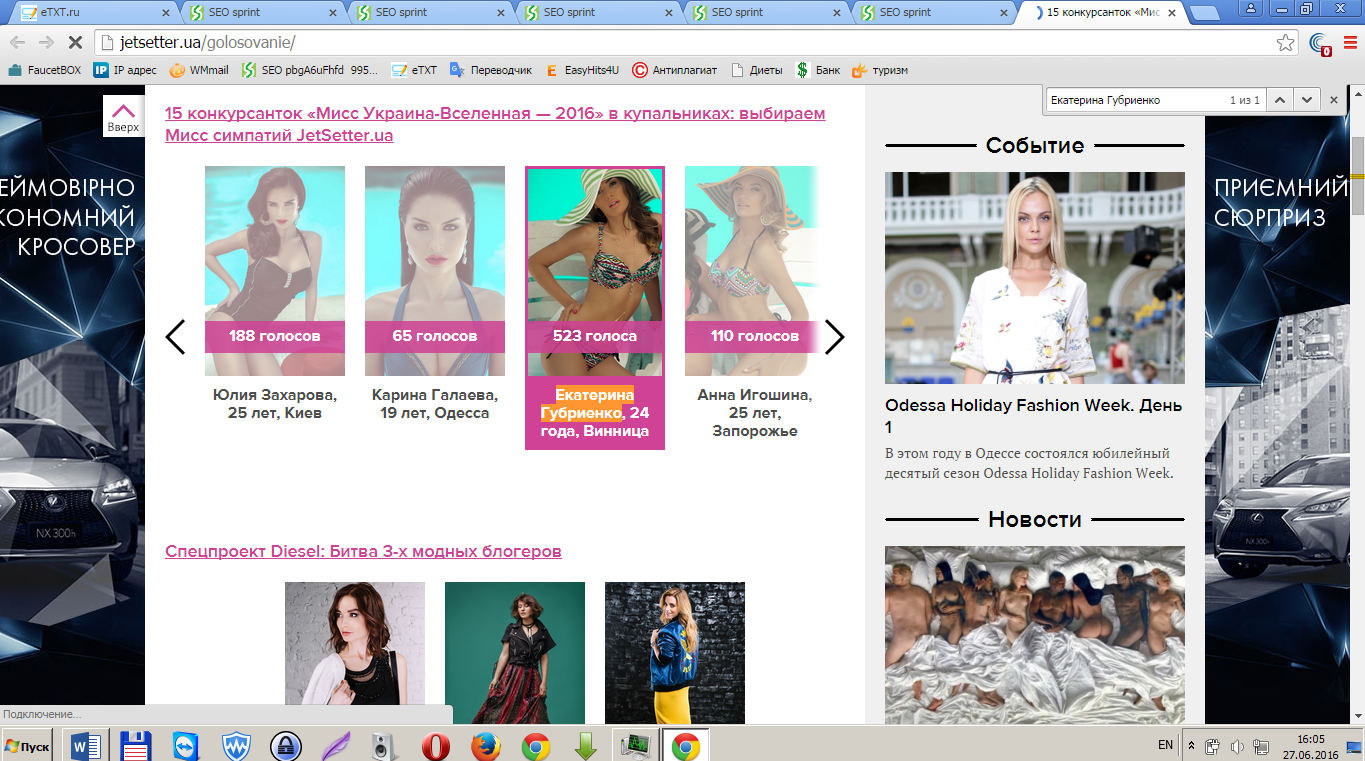 eTXT.ru
SEO sprint
SEO sprint
SEO sprint
SEO sprint
SEO sprint
15 конкурсанток «Мис
jetsetter.ua/golosovanie/
FaucetBOX
IP адрес
WMmail
SEO pbgA6uFhfd 995...
eTXT
Переводчик
EasyHits4U
Антиплагиат
Диеты
Банк
туризм
Екатерина Губриенко
1 из 1
Вверх
15 конкурсанток «Мисс Украина-Вселенная — 2016» в купальниках: выбираем
Мисс симпатий JetSetter.ua
188 голосов
65 голосов
523 голоса
110 голосов
Юлия Захарова,
25 лет, Киев
Карина Галаева,
19 лет, Одесса
Екатерина
Губриенко, 24
года, Винница
Анна Игошина,
25 лет,
Запорожье
Спецпроект Diesel: Битва 3-х модных блогеров
Событие
Odessa Holiday Fashion Week. День
1
В этом году в Одессе состоялся юбилейный
десятый сезон Odessa Holiday Fashion Week.
Новости
ЕЙМОВІРНО
КОНОМНИЙ
КРОСОВЕР
NX 300h
ПРИЄМНИЙ
СЮРПРИЗ
NX 300h
Подключение...
Пуск
EN
16:05
27.06.2016